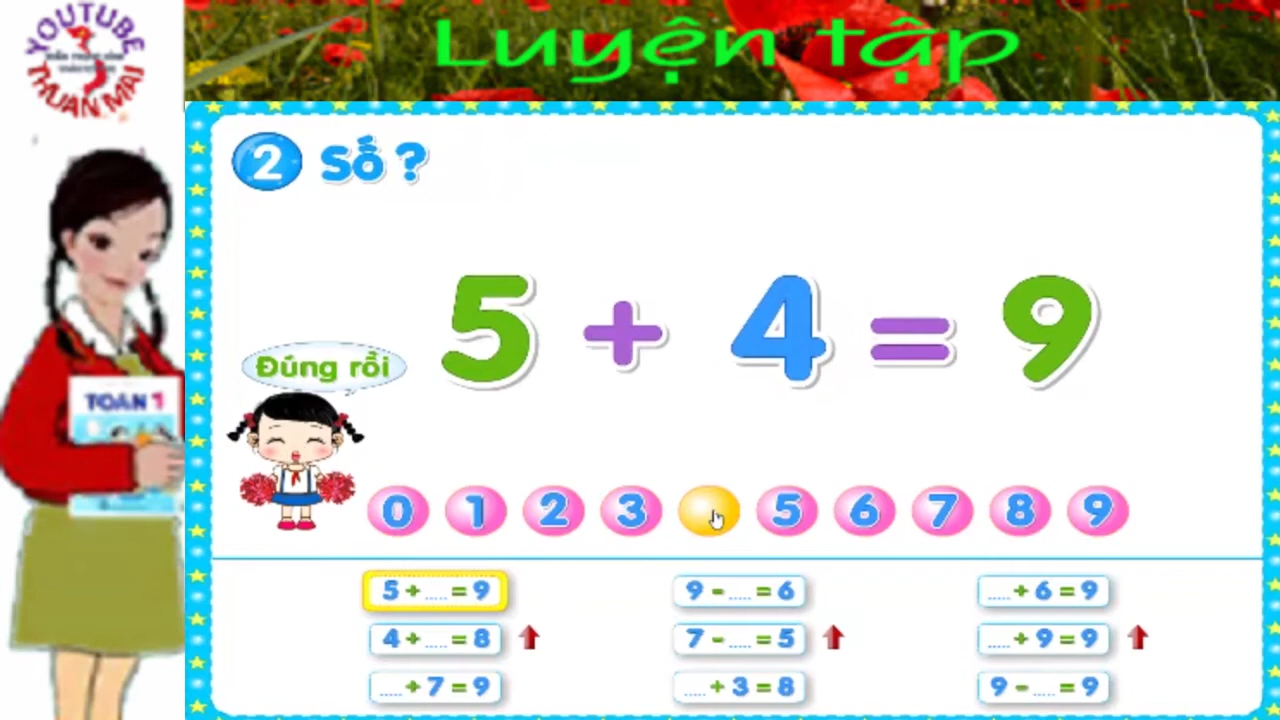 YOUTUBE
THUAN MAI
Luyện tập
2 Số ?
5 + 4 = 9
Đúng rồi
TOÁN 1
0 1 2 3 5 6 7 8 9
5 + ..... = 9
9 - ..... = 6
..... + 6 = 9
4 + ..... = 8
7 - ..... = 5
..... + 9 = 9
..... + 7 = 9
..... + 3 = 8
9 - ..... = 9